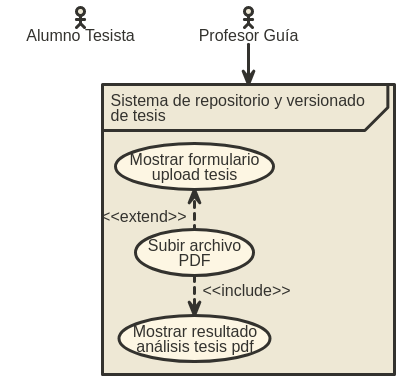 Alumno Tesista
Profesor Guía
Sistema de repositorio y versionado
de tesis
Mostrar formulario
upload tesis
<<extend>>
Subir archivo
PDF
<<include>>
Mostrar resultado
análisis tesis pdf